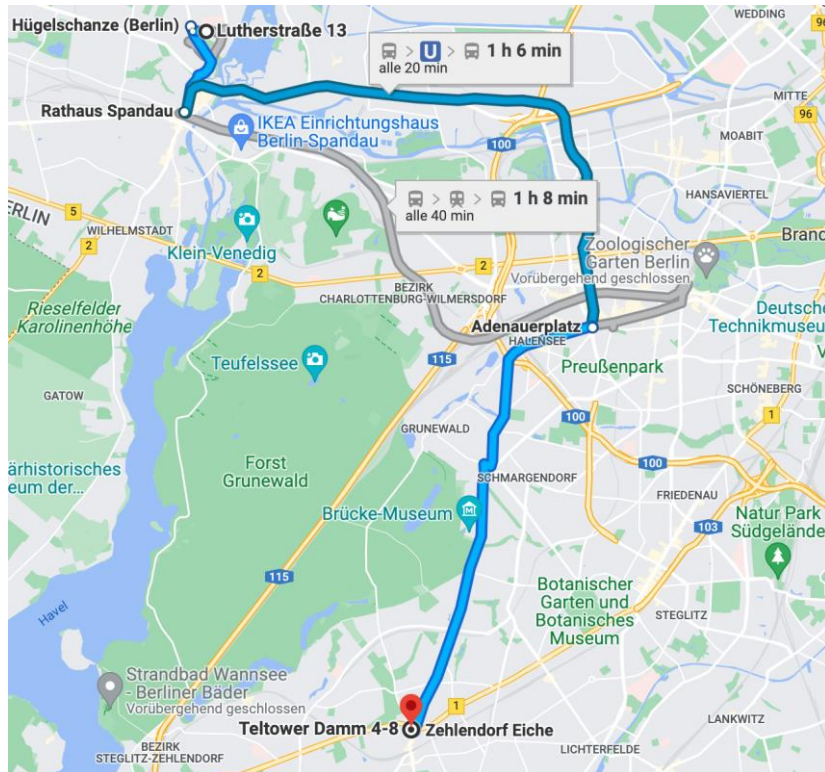 Hügelschanze (Berlin)
Lutherstraße 13
WEDDING
96
1 h 6 min
alle 20 min
U
Rathaus Spandau
IKEA Einrichtungshaus
Berlin-Spandau
100
MITTE
96
MOABIT
1 h 8 min
alle 40 min
HANSAVIERTEL
ERLIN
5
WILHELMSTADT
2
Klein-Venedig
2
2
2
Zoologischer
Garten Berlin
Vorübergehend geschlossen
Brand
BEZIRK
CHARLOTTENBURG-WILMERSDORF
Rieselfelder
Karolinenhöhe
Adenauerplatz
HALENSEE
Deutsche
Technikmuseu
115
Teufelssee
Preußenpark
V
SCHÖNEBERG
GATOW
100
1
GRUNEWALD
Forst
Grunewald
ärhistorisches
eum der...
SCHMARGENDORF
100
FRIEDENAU
Brücke-Museum
103
Natur Park
Südgelände
115
Botanischer
Garten und
Botanisches
Museum
STEGLITZ
Havel
Strandbad Wannsee
- Berliner Bäder
Vorübergehend geschlossen
1
Teltower Damm 4-8
Zehlendorf Eiche
LANKWITZ
BEZIRK
STEGLITZ-ZEHLENDORF
LICHTERFELDE